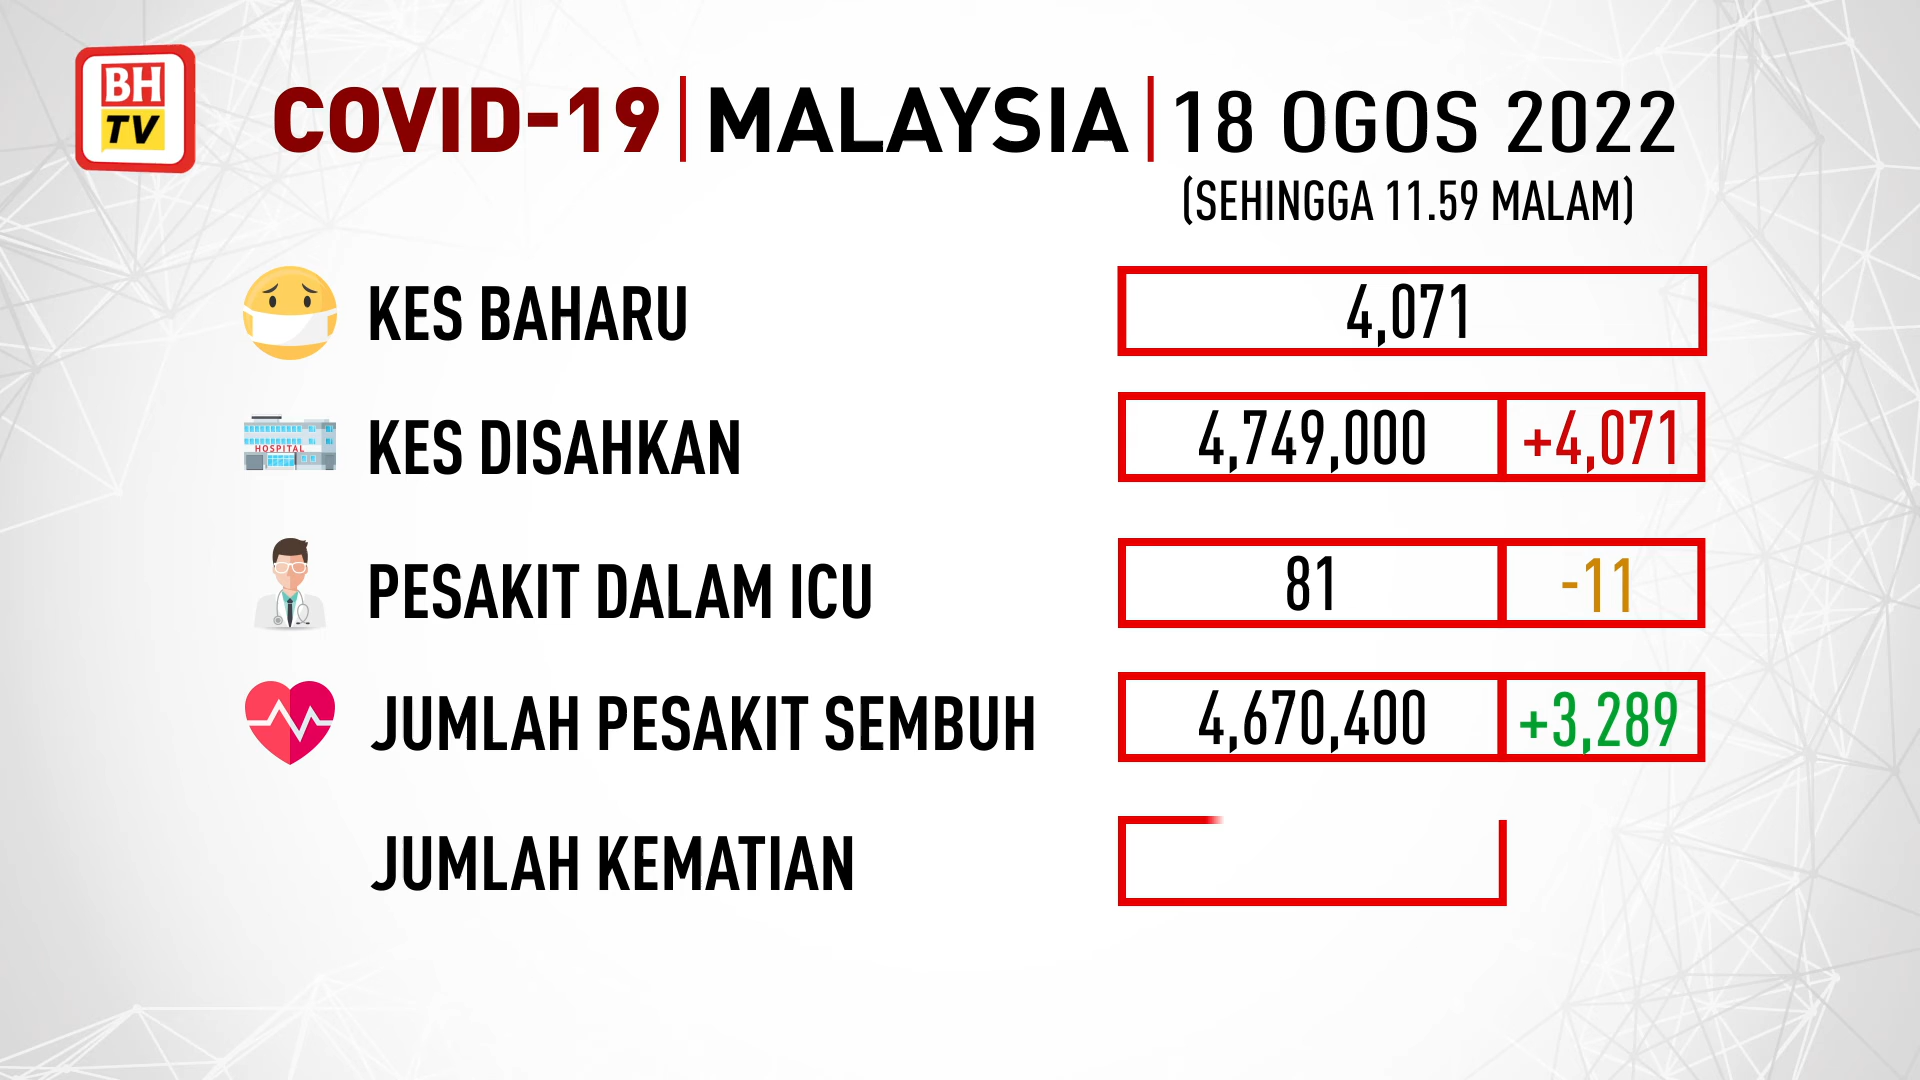 BH
TV
COVID-19 MALAYSIA 18 OGOS 2022
(SEHINGGA 11.59 MALAM)
KES BAHARU 4,071
HOSPITAL
KES DISAHKAN 4,749,000 +4,071
PESAKIT DALAM ICU 81 -11
JUMLAH PESAKIT SEMBUH 4,670,400 +3,289
JUMLAH KEMATIAN